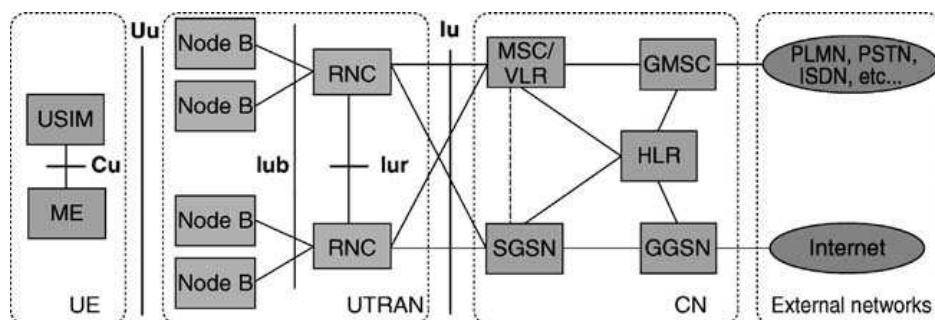 Uu
Iu
Node B
Node B
RNC
MSC/
VLR
GMSC
PLMN, PSTN,
ISDN, etc...
USIM
Cu
ME
Iub
Iur
HLR
Node B
Node B
RNC
SGSN
GGSN
Internet
UE
UTRAN
CN
External networks